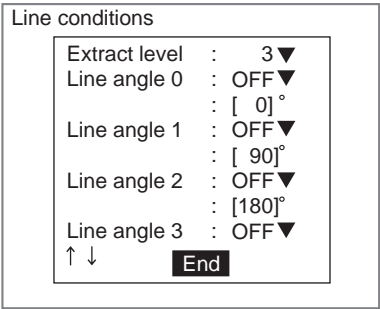 Line conditions
Extract level : 3▼
Line angle 0 : OFF▼
: [ 0]°
Line angle 1 : OFF▼
: [ 90]°
Line angle 2 : OFF▼
: [180]°
Line angle 3 : OFF▼
↑ ↓ End